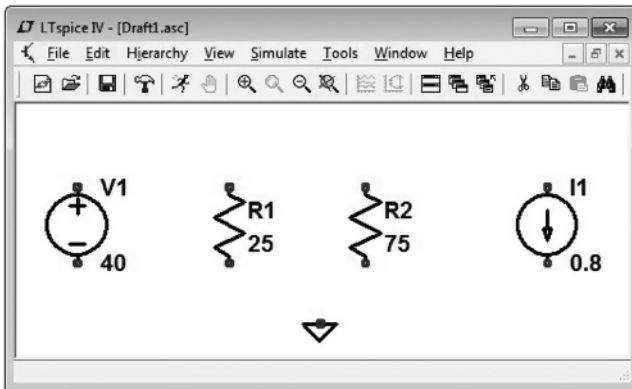 LTspice IV - [Draft1.asc]
File Edit Hierarchy View Simulate Tools Window Help
V1
R1
R2
I1
40
25
75
0.8